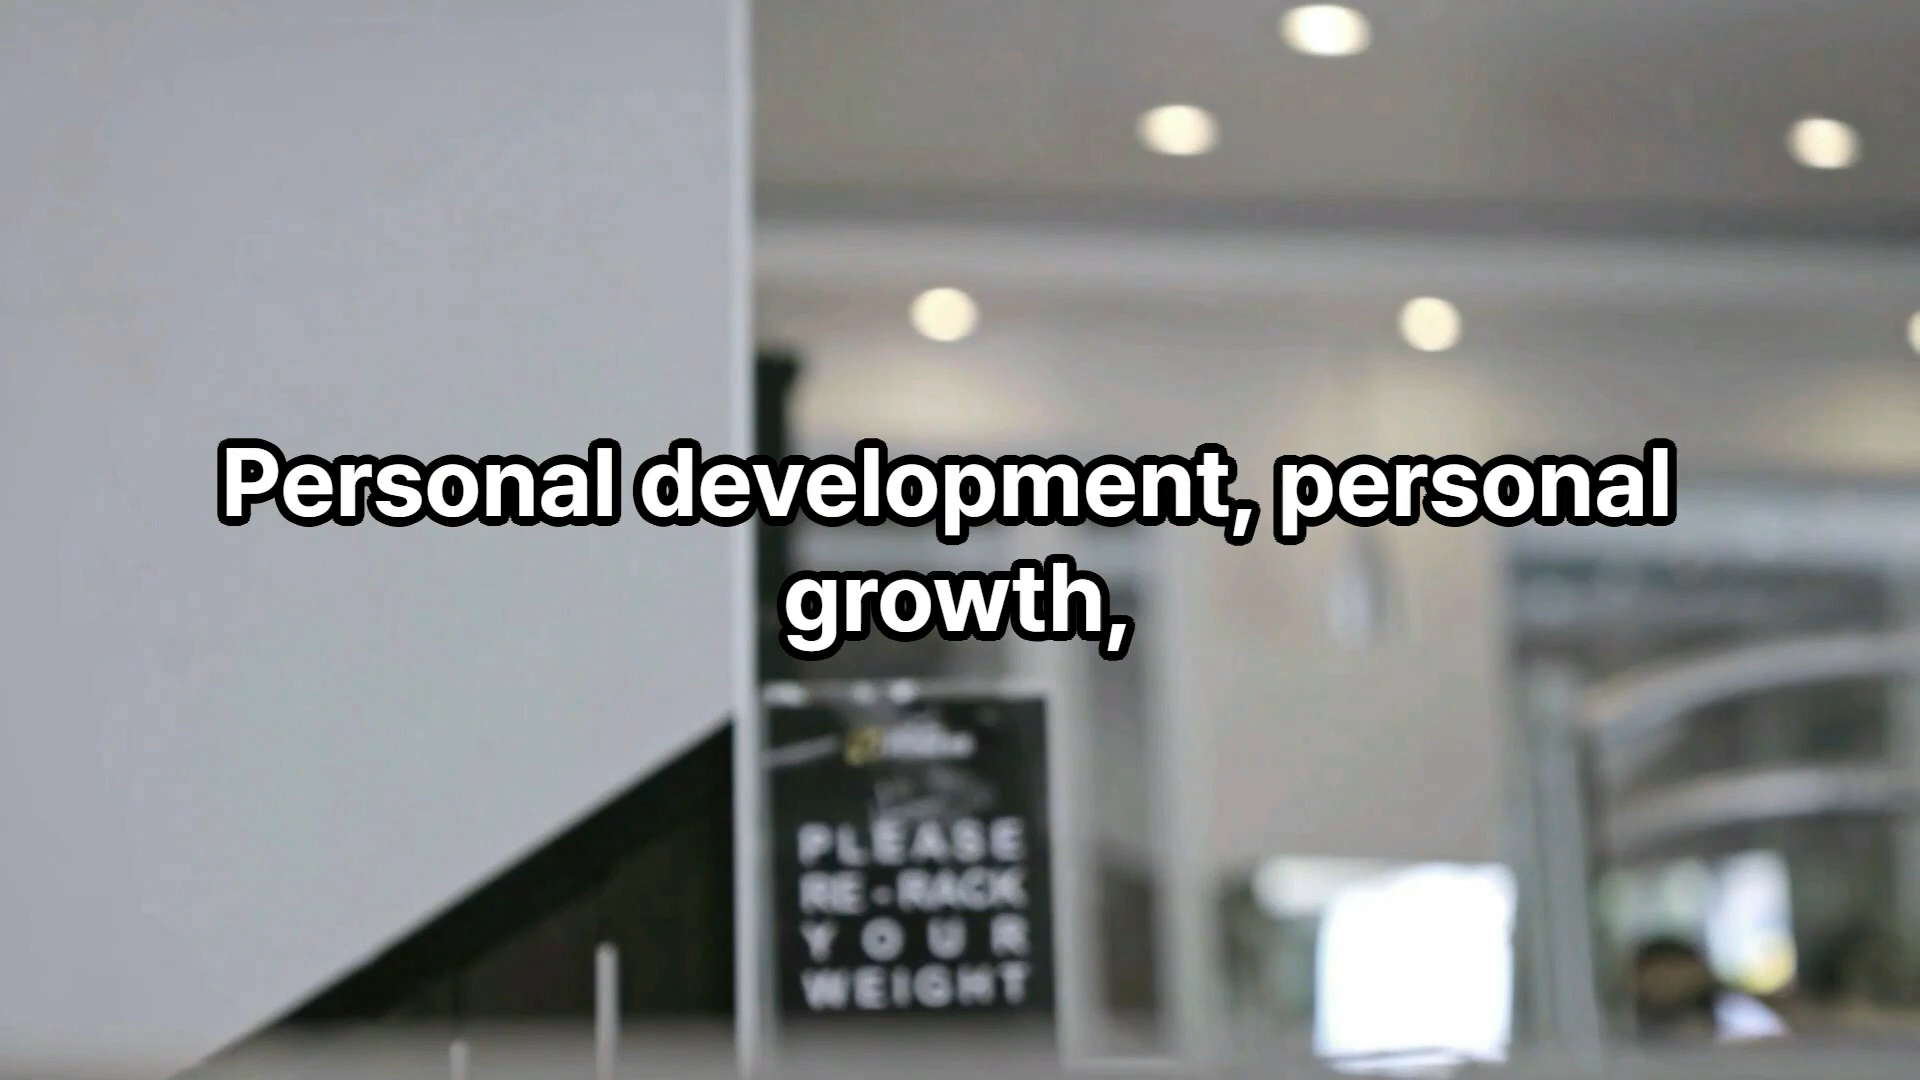 Personal development, personal
growth,
PLEASE
RE-RACK
YOUR
WEIGHT